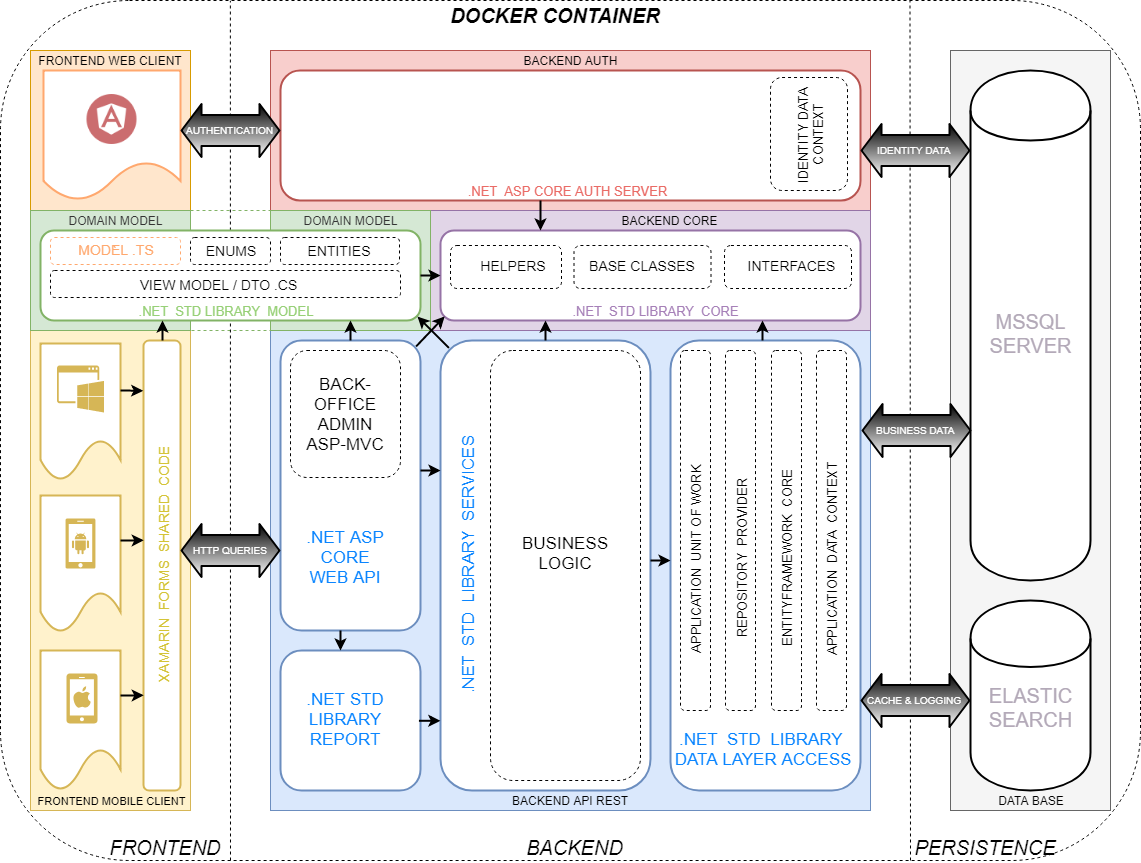 DOCKER CONTAINER
FRONTEND WEB CLIENT
A
AUTHENTICATION
BACKEND AUTH
IDENTITY DATA
CONTEXT
.NET  ASP CORE AUTH SERVER
IDENTITY DATA
DOMAIN MODEL
DOMAIN MODEL
MODEL .TS
ENUMS
ENTITIES
VIEW MODEL / DTO .CS
.NET  STD LIBRARY  MODEL
BACKEND CORE
HELPERS
BASE CLASSES
INTERFACES
.NET  STD LIBRARY  CORE
XAMARIN  FORMS  SHARED  CODE
FRONTEND MOBILE CLIENT
HTTP QUERIES
BACK-
OFFICE
ADMIN
ASP-MVC
.NET ASP
CORE
WEB API
.NET STD
LIBRARY
REPORT
.NET  STD  LIBRARY  SERVICES
BUSINESS
LOGIC
APPLICATION UNIT OF WORK
REPOSITORY PROVIDER
ENTITYFRAMEWORK CORE
APPLICATION DATA CONTEXT
.NET  STD  LIBRARY
DATA LAYER ACCESS
BACKEND API REST
BUSINESS DATA
CACHE & LOGGING
MSSQL
SERVER
ELASTIC
SEARCH
DATA BASE
FRONTEND
BACKEND
PERSISTENCE